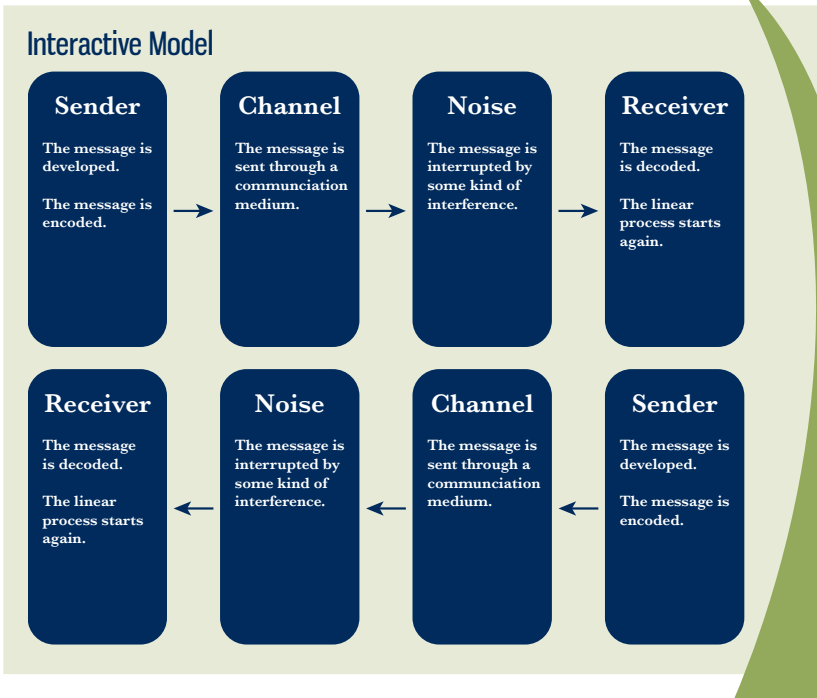 Interactive Model
Sender
The message is
developed.
The message is
encoded.
Channel
The message is
sent through a
communciation
medium.
Noise
The message is
interrupted by
some kind of
interference.
Receiver
The message
is decoded.
The linear
process starts
again.
Receiver
The message
is decoded.
The linear
process starts
again.
Noise
The message is
interrupted by
some kind of
interference.
Channel
The message is
sent through a
communciation
medium.
Sender
The message is
developed.
The message is
encoded.